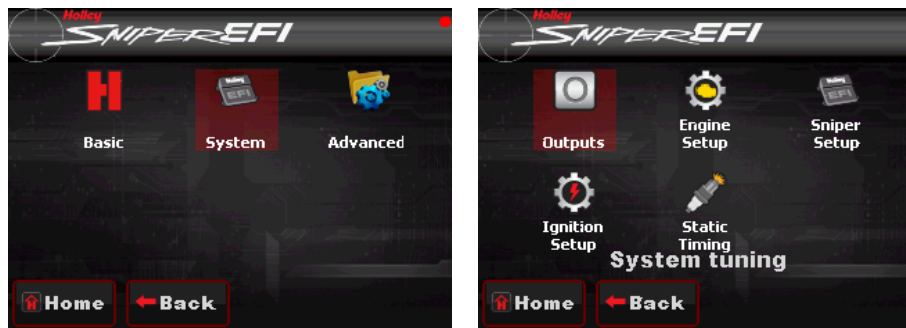 Holley
SNIPER EFI
Basic
System
Advanced
Home
Back
Holley
SNIPER EFI
Outputs
Engine
Setup
Sniper
Setup
Ignition
Setup
Static
Timing
System tuning
Home
Back